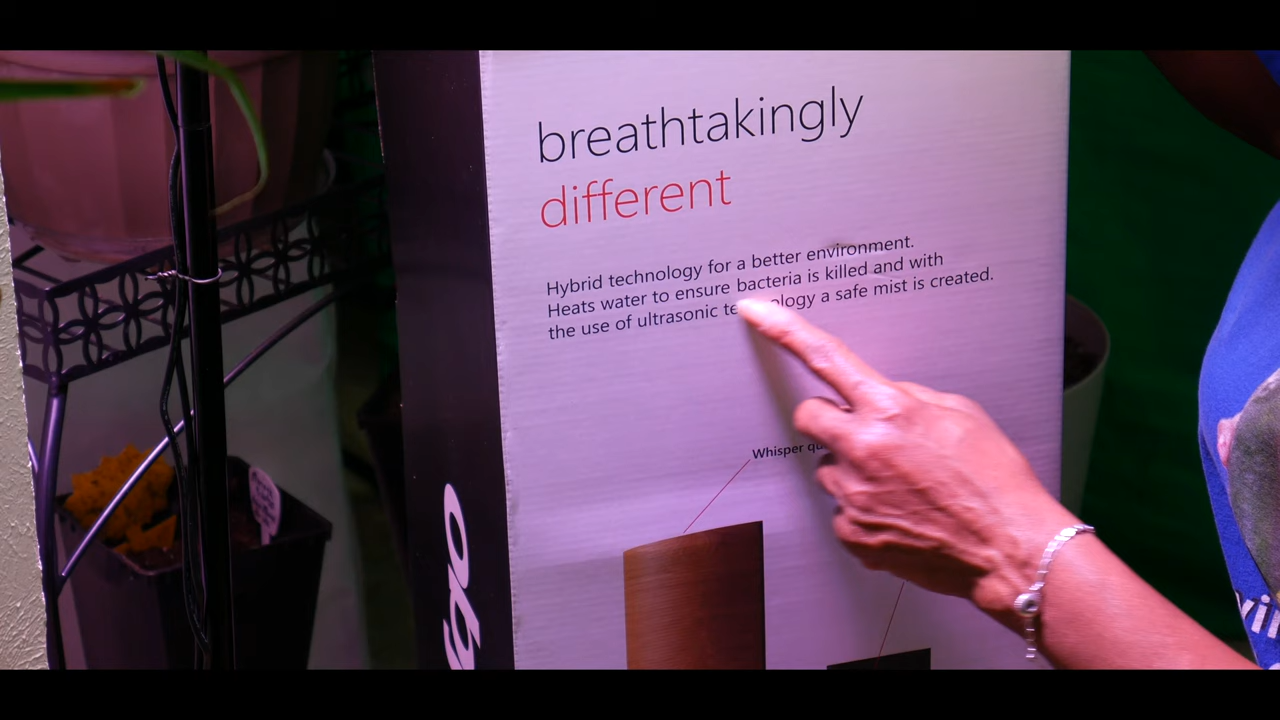 breathtakingly
different
Hybrid technology for a better environment.
Heats water to ensure bacteria is killed and with
the use of ultrasonic a safe mist is created.
Whisper